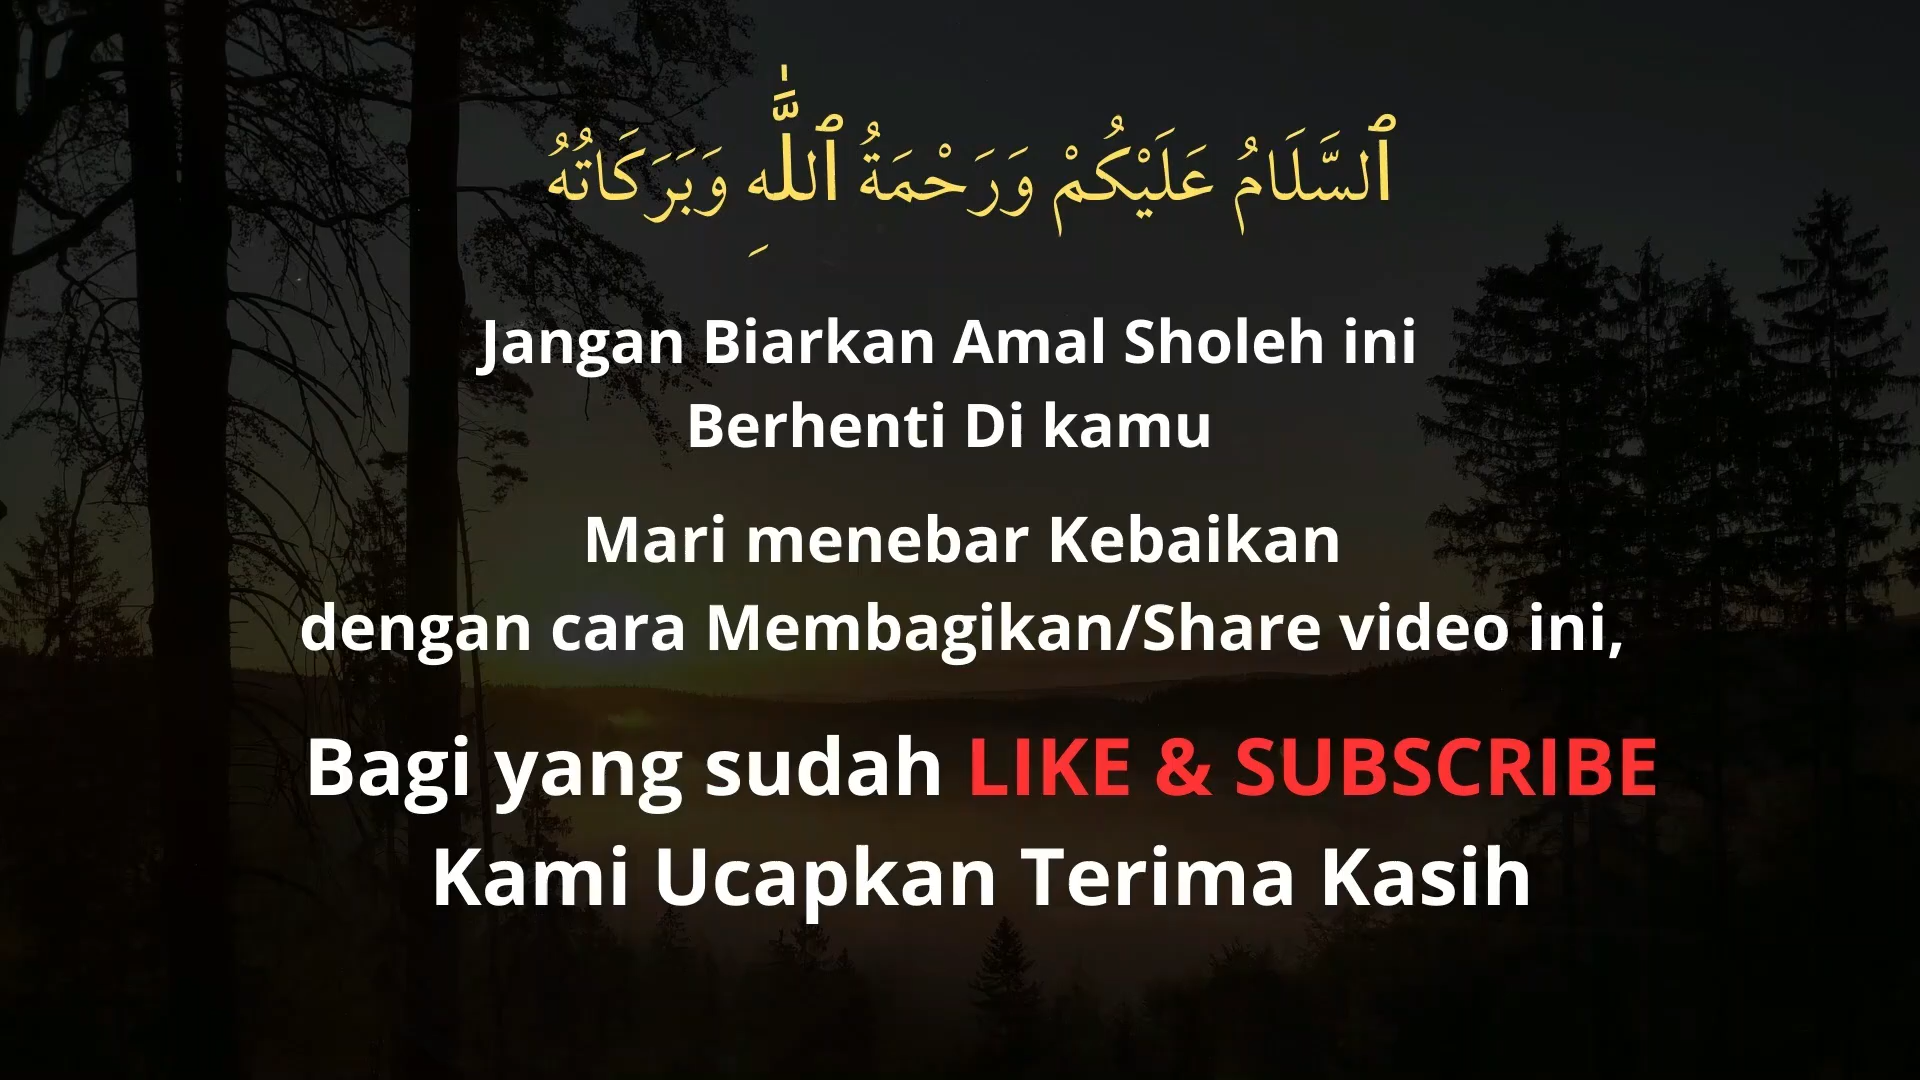 ٱلسَّلَامُ عَلَيْكُمْ وَرَحْمَةُ ٱللَّٰهِ وَبَرَكَاتُهُ
Jangan Biarkan Amal Sholeh ini
Berhenti Di kamu
Mari menebar Kebaikan
dengan cara Membagikan/Share video ini,
Bagi yang sudah LIKE & SUBSCRIBE
Kami Ucapkan Terima Kasih